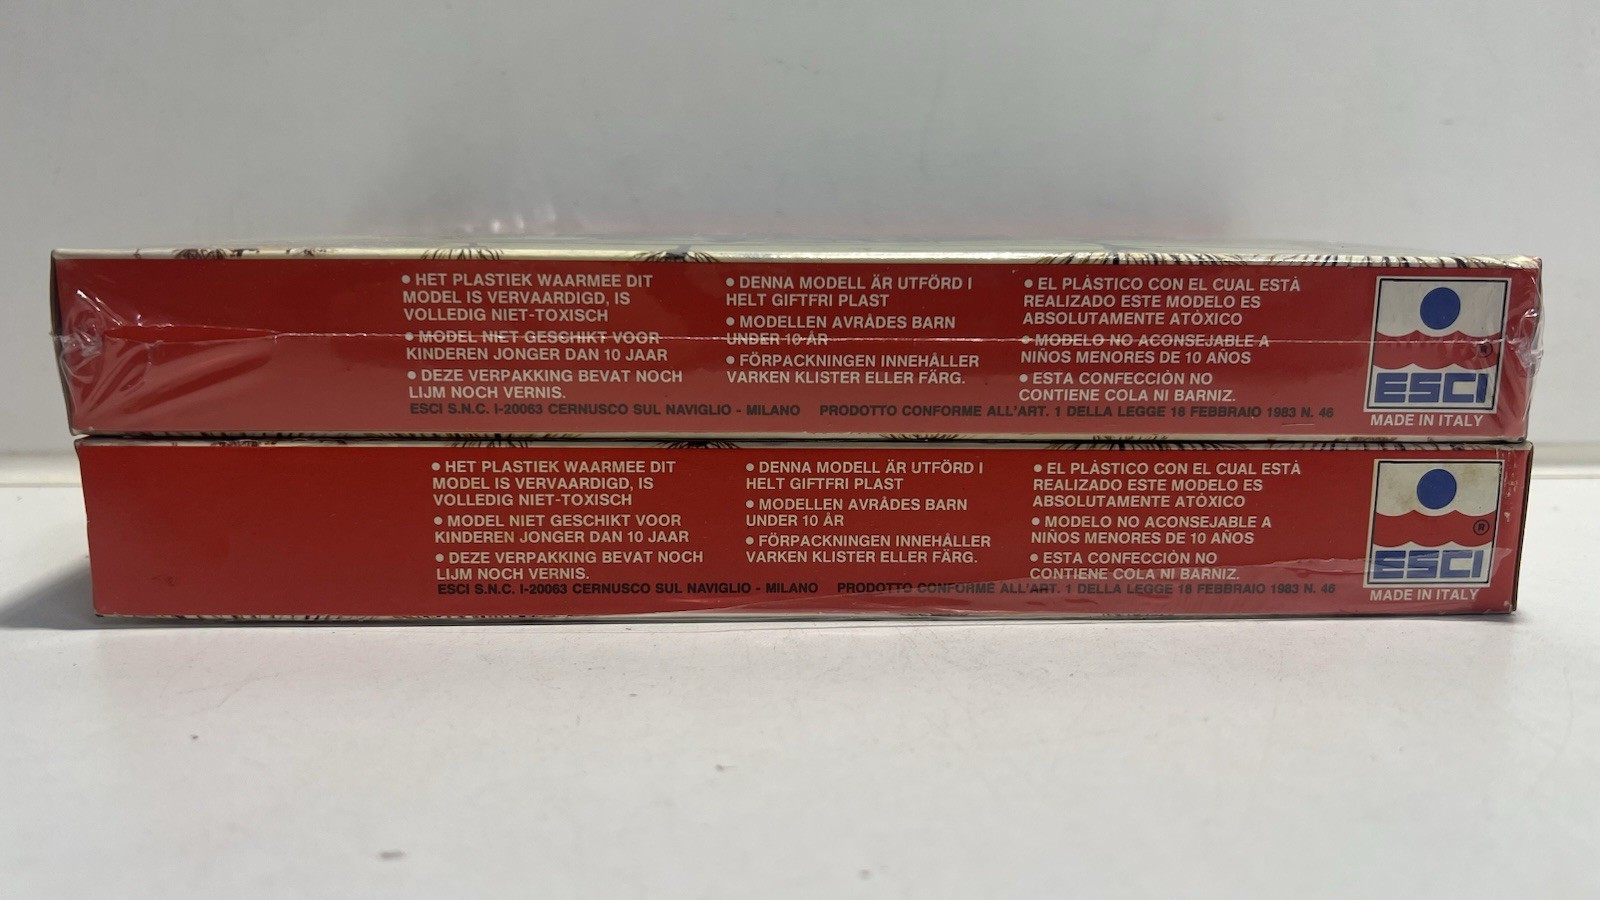 ● HET PLASTIEK WAARMEE DIT
MODEL IS VERVAARDIGD, IS
VOLLEDIG NIET-TOXISCH
● MODEL NIET GESCHIKT VOOR
KINDEREN JONGER DAN 10 JAAR
● DEZE VERPAKKING BEVAT NOCH
LIJM NOCH VERNIS.
● DENNA MODELL ÄR UTFÖRD I
HELT GIFTFRI PLAST
● MODELLEN AVRÅDES BARN
UNDER 10 ÅR
● FÖRPACKNINGEN INNEHÅLLER
VARKEN KLISTER ELLER FÄRG.
● EL PLÁSTICO CON EL CUAL ESTÀ
REALIZADO ESTE MODELO ES
ABSOLUTAMENTE ATÓXICO
● MODELO NO ACONSEJABLE A
NIÑOS MENORES DE 10 AÑOS
● ESTA CONFECCIÓN NO
CONTIENE COLA NI BARNIZ.
ESCI S.N.C. I-20063 CERNUSCO SUL NAVIGLIO - MILANO PRODOTTO CONFORME ALL'ART. 1 DELLA LEGGE 18 FEBBRAIO 1983 N. 46
®
ESCI
MADE IN ITALY
● HET PLASTIEK WAARMEE DIT
MODEL IS VERVAARDIGD, IS
VOLLEDIG NIET-TOXISCH
● MODEL NIET GESCHIKT VOOR
KINDEREN JONGER DAN 10 JAAR
● DEZE VERPAKKING BEVAT NOCH
LIJM NOCH VERNIS.
● DENNA MODELL ÄR UTFÖRD I
HELT GIFTFRI PLAST
● MODELLEN AVRÅDES BARN
UNDER 10 ÅR
● FÖRPACKNINGEN INNEHÅLLER
VARKEN KLISTER ELLER FÄRG.
● EL PLÁSTICO CON EL CUAL ESTÀ
REALIZADO ESTE MODELO ES
ABSOLUTAMENTE ATÓXICO
● MODELO NO ACONSEJABLE A
NIÑOS MENORES DE 10 AÑOS
● ESTA CONFECCIÓN NO
CONTIENE COLA NI BARNIZ.
ESCI S.N.C. I-20063 CERNUSCO SUL NAVIGLIO - MILANO PRODOTTO CONFORME ALL'ART. 1 DELLA LEGGE 18 FEBBRAIO 1983 N. 46
®
ESCI
MADE IN ITALY